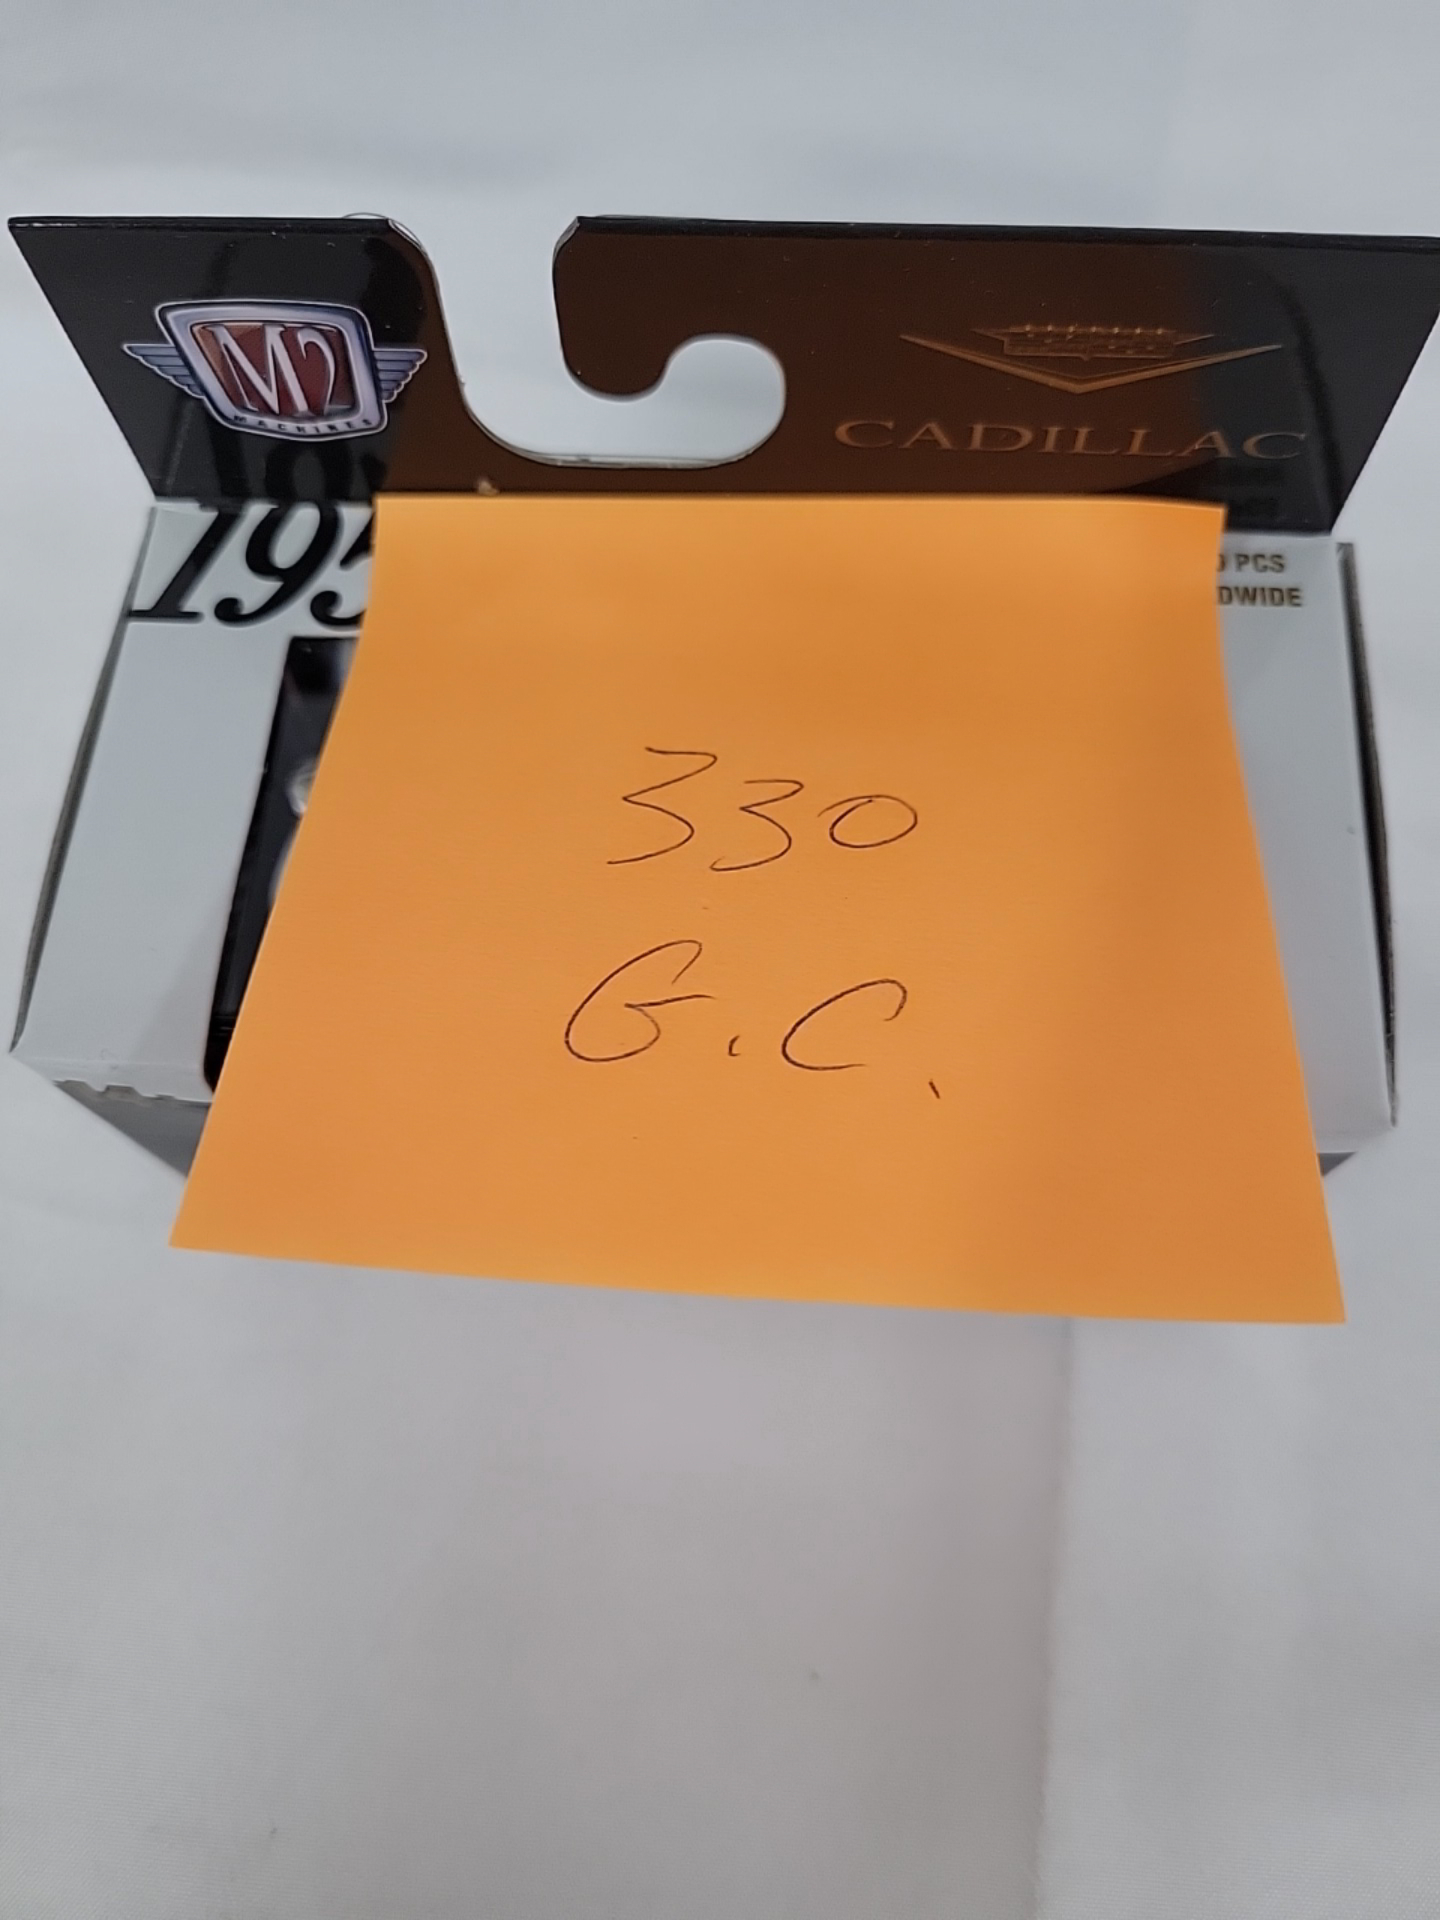 M2
MACHINES
CADILLAC
195
PCS
DWIDE
330
G.C.